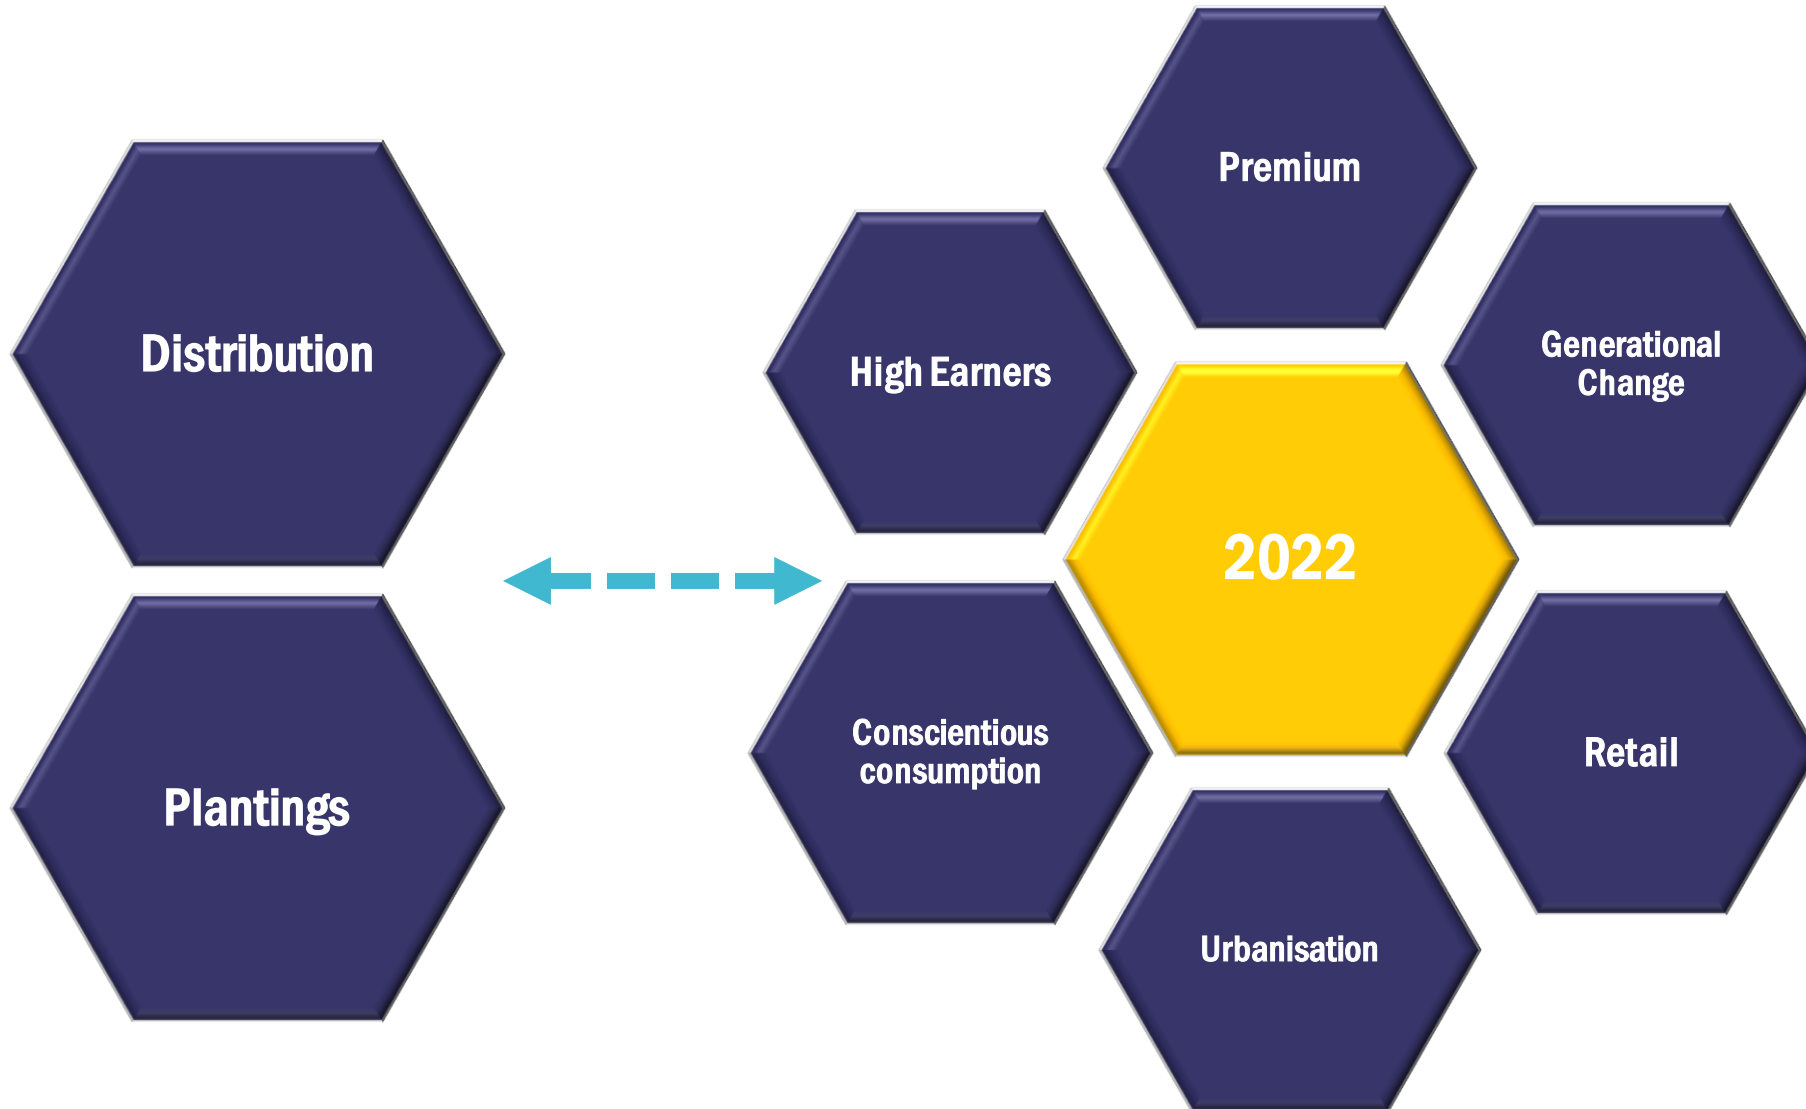 Distribution
Plantings
Premium
High Earners
Generational
Change
2022
Conscientious
consumption
Retail
Urbanisation